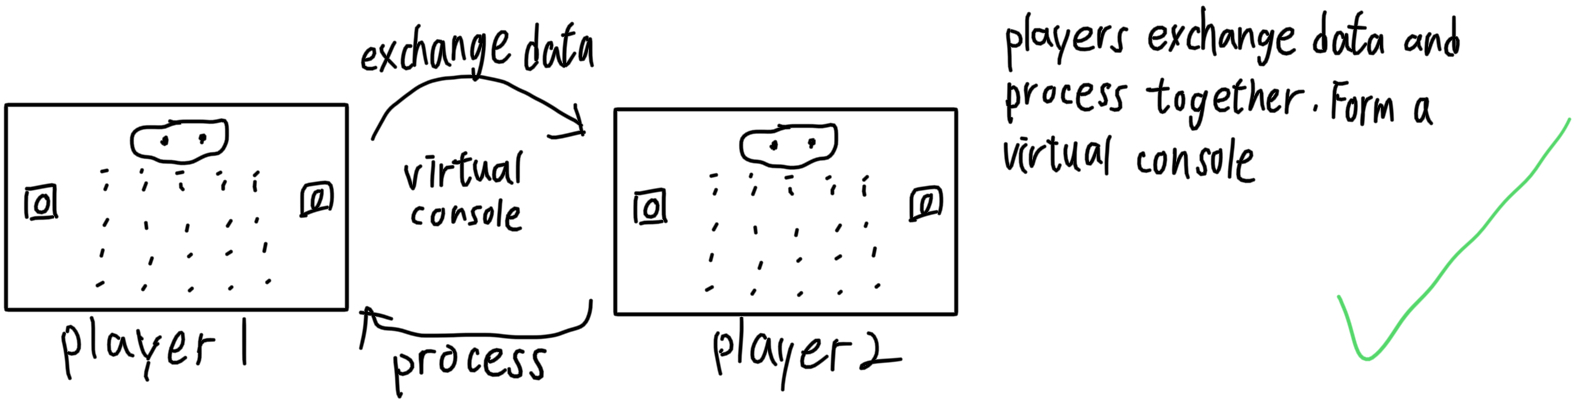 exchange data
virtual
console
process
player 1
player 2
players exchange data and
process together. Form a
virtual console